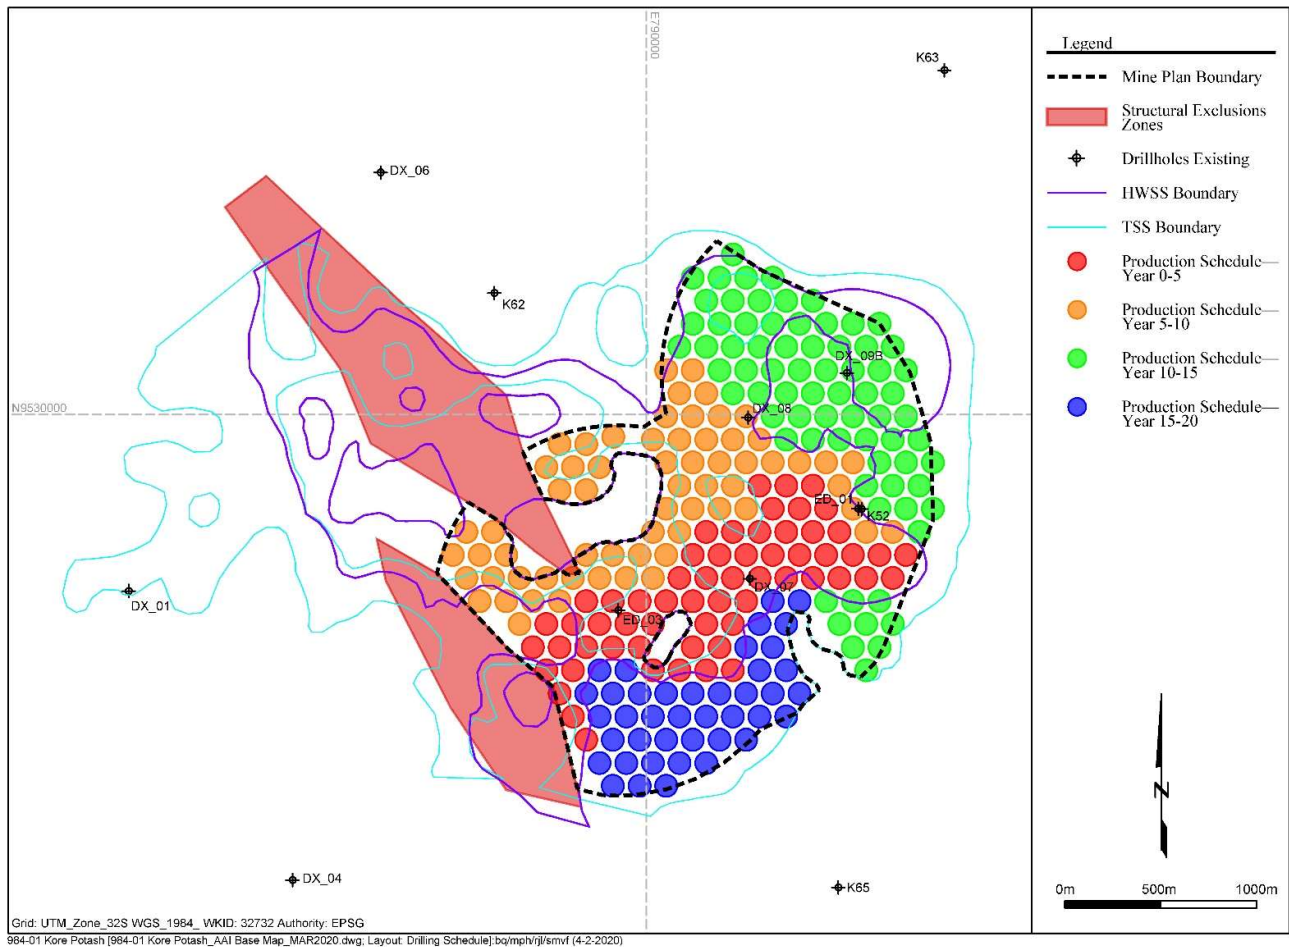 E790000
K63
DX_06
K62
DX_09B
N9530000
DX_08
ED_01
K52
DX_07
DX_01
ED_03
DX_04
K65
Legend
Mine Plan Boundary
Structural Exclusions
Zones
Drillholes Existing
HWSS Boundary
TSS Boundary
Production Schedule—
Year 0-5
Production Schedule—
Year 5-10
Production Schedule—
Year 10-15
Production Schedule—
Year 15-20
N
0m 500m 1000m
Grid: UTM_Zone_32S WGS_1984_ WKID: 32732 Authority: EPSG
984-01 Kore Potash [984-01 Kore Potash_AAI Base Map_MAR2020.dwg; Layout: Drilling Schedule]:bq/mph/rjl/smvf (4-2-2020)